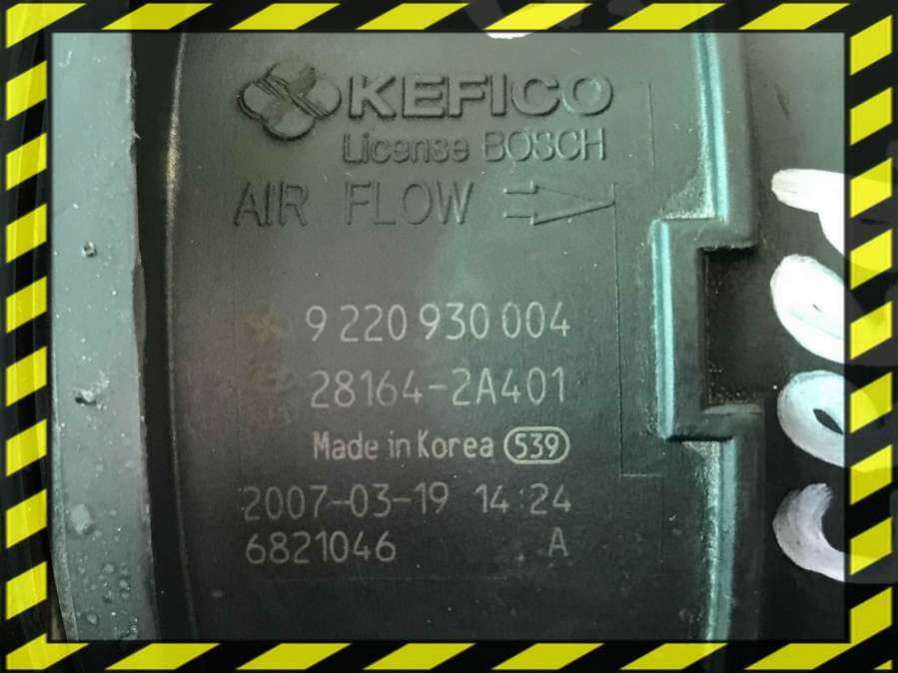 KEFICO
License BOSCH
AIR FLOW
9 220 930 004
28164-2A401
Made in Korea 539
2007-03-19 14:24
6821046 A